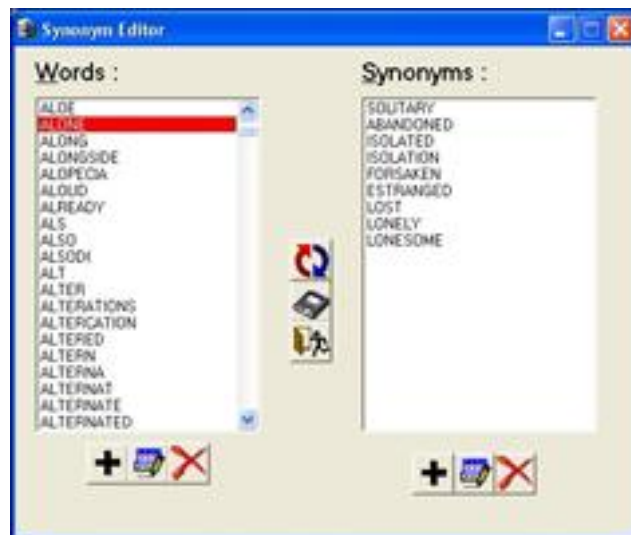 Synonym Editor
Words :
ALOE
ALONE
ALONG
ALONGSIDE
ALOPECIA
ALOUD
ALREADY
ALS
ALSO
ALSODI
ALT
ALTER
ALTERATIONS
ALTERCATION
ALTERED
ALTERN
ALTERNA
ALTERNAT
ALTERNATE
ALTERNATED
Synonyms :
SOLITARY
ABANDONED
ISOLATED
ISOLATION
FORSAKEN
ESTRANGED
LOST
LONELY
LONESOME